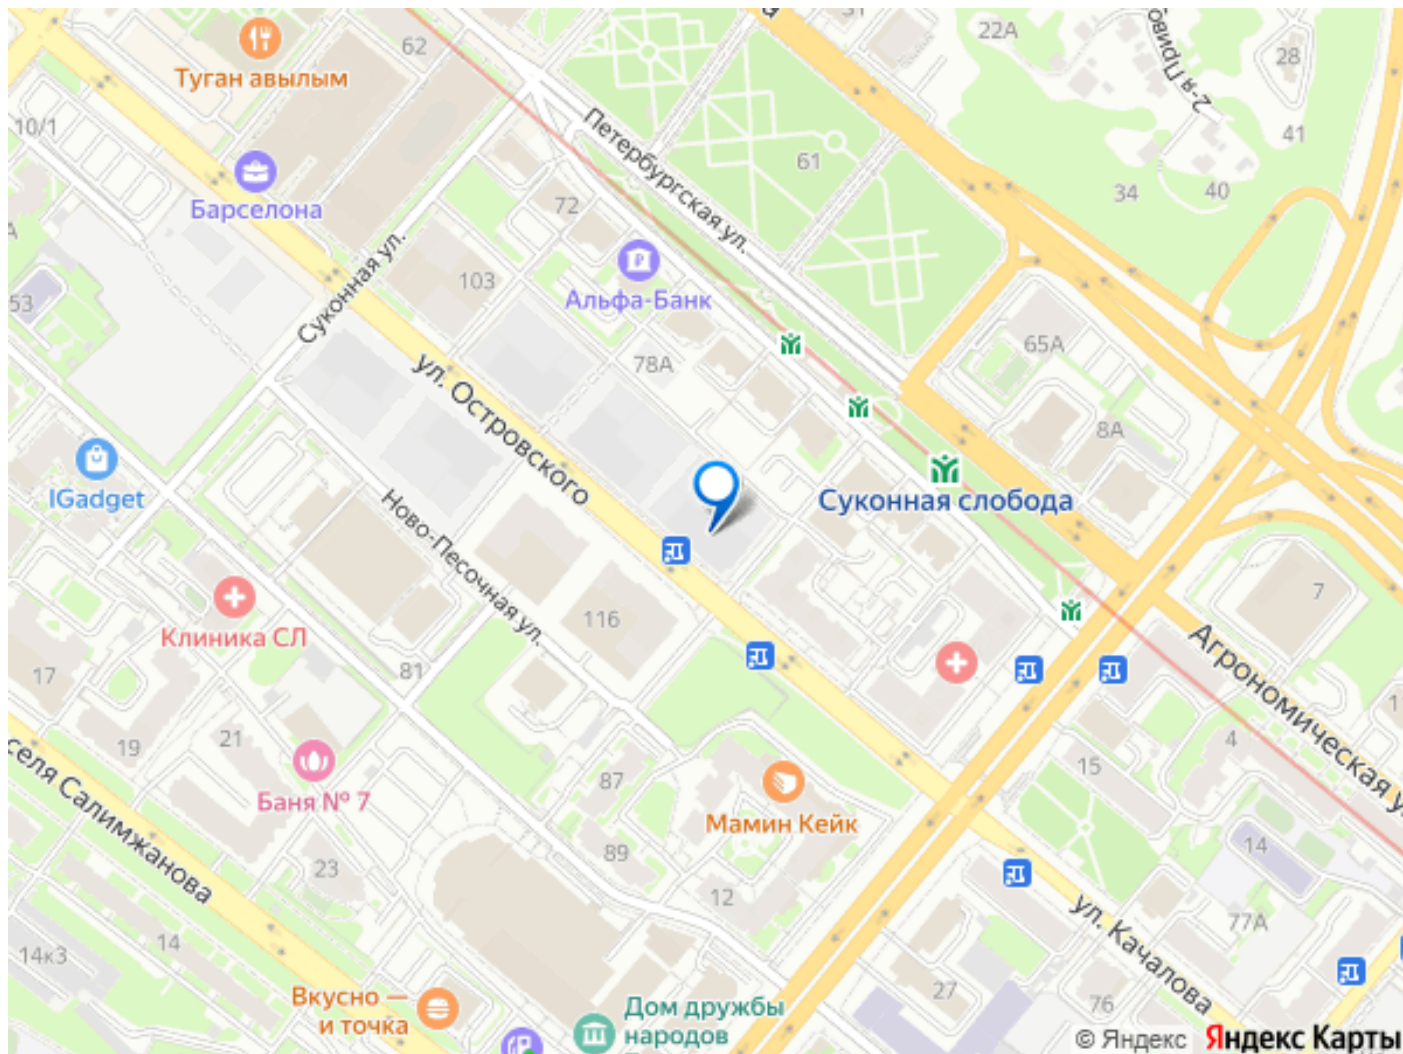 22А
62
28
Туган авылым
2-я Приво
10/1
Петербургская ул.
61
41
34
40
Барселона
72
103
Альфа-Банк
53
Суконная ул.
65А
78А
ул. Островского
8А
IGadget
Суконная слобода
Ново-Песочная ул.
7
116
Клиника СЛ
81
17
Агрономическая ул.
19
21
4
15
87
Баня № 7
Мамин Кейк
селя Салимжанова
89
14
23
12
77А
14
14к3
ул. Качалова
27
76
Вкусно —
и точка
Дом дружбы
народов
© Яндекс Яндекс Карты